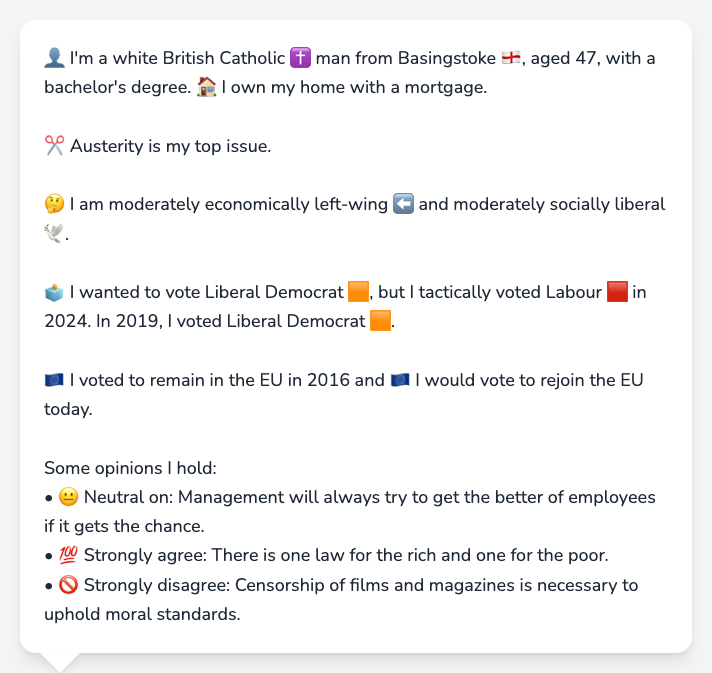 👤 I'm a white British Catholic ✝️ man from Basingstoke 🏴󠁧󠁢󠁥󠁮󠁧󠁿, aged 47, with a
bachelor's degree. 🏠 I own my home with a mortgage.
✂️ Austerity is my top issue.
🤔 I am moderately economically left-wing ⬅️ and moderately socially liberal
🕊️.
🗳️ I wanted to vote Liberal Democrat 🟧, but I tactically voted Labour 🟥 in
2024. In 2019, I voted Liberal Democrat 🟧.
🇪🇺 I voted to remain in the EU in 2016 and 🇪🇺 I would vote to rejoin the EU
today.
Some opinions I hold:
• 😐 Neutral on: Management will always try to get the better of employees
if it gets the chance.
• 💯 Strongly agree: There is one law for the rich and one for the poor.
• 🚫 Strongly disagree: Censorship of films and magazines is necessary to
uphold moral standards.